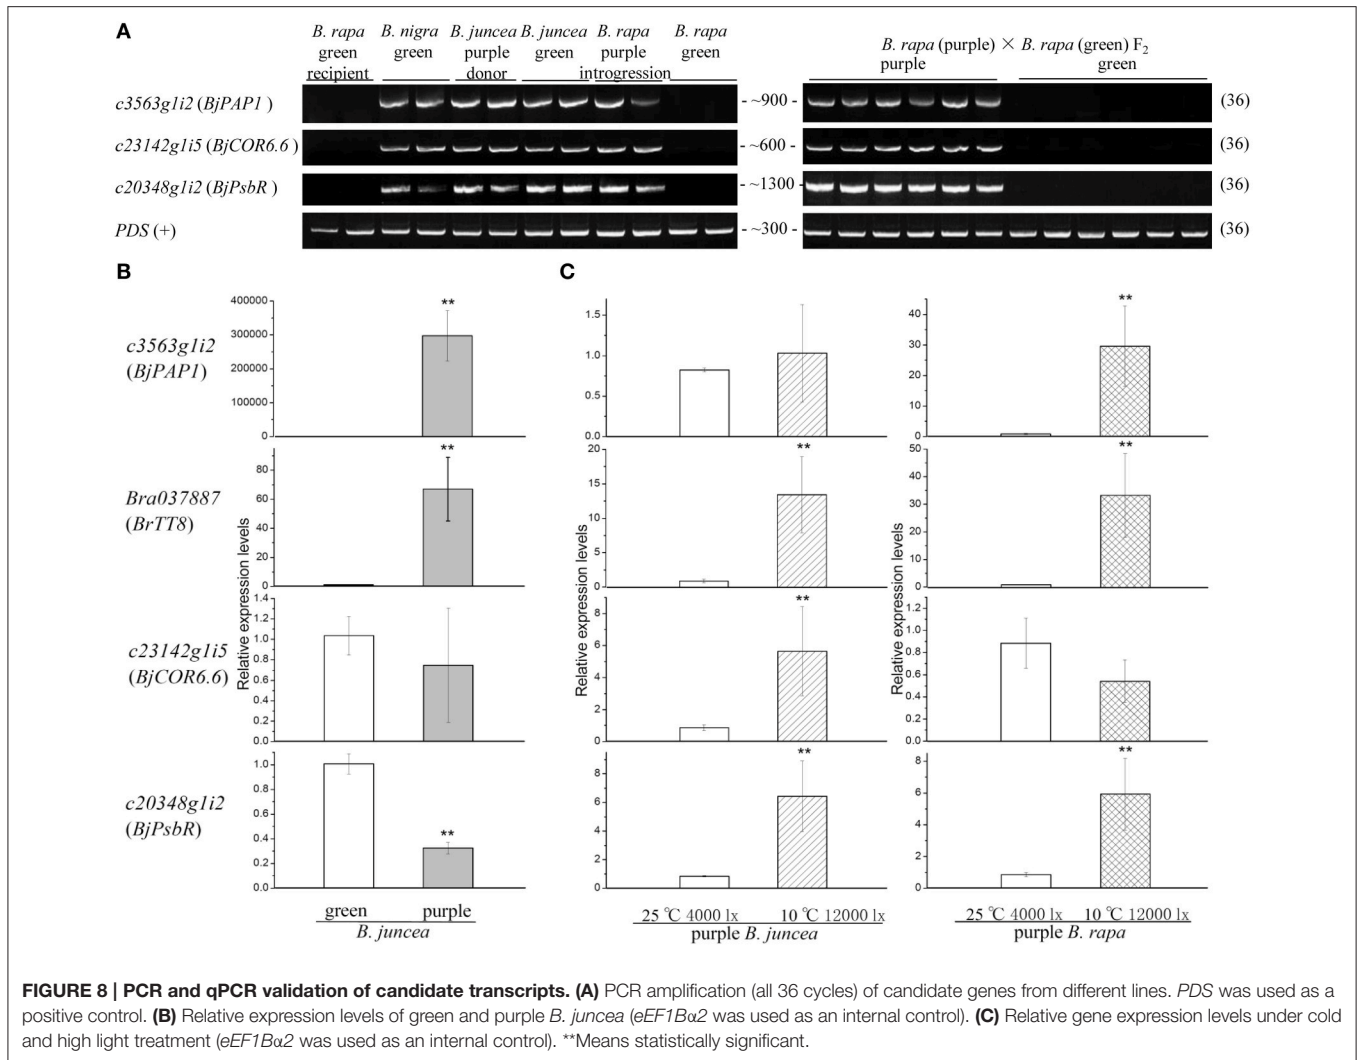 A
B. rapa B. nigra B. juncea B. juncea B. rapa B. rapa
green green purple green purple green
recipient donor introgression
B. rapa (purple) × B. rapa (green) F2
purple green
c3563g1i2 (BjPAP1 ) - ~900 - (36)
c23142g1i5 (BjCOR6.6 ) - ~600 - (36)
c20348g1i2 (BjPsbR ) - ~1300 - (36)
PDS (+) - ~300 - (36)
B
C
c3563g1i2
(BjPAP1)
400000
300000
200000
100000
0
**
1.5
1.0
0.5
0.0
40
30
20
10
0
**
Bra037887
(BrTT8)
80
60
40
20
0
**
20
15
10
5
0
**
50
40
30
20
10
0
**
Relative expression levels
Relative expression levels
Relative expression levels
c23142g1i5
(BjCOR6.6)
1.4
1.2
1.0
0.8
0.6
0.4
0.2
0.0
8
6
4
2
0
**
1.2
1.0
0.8
0.6
0.4
0.2
0.0
c20348g1i2
(BjPsbR)
1.0
0.8
0.6
0.4
0.2
0.0
**
8
6
4
2
0
**
8
6
4
2
0
**
green purple
B. juncea
25 ℃ 4000 lx 10 ℃ 12000 lx
purple B. juncea
25 ℃ 4000 lx 10 ℃ 12000 lx
purple B. rapa
FIGURE 8 | PCR and qPCR validation of candidate transcripts. (A) PCR amplification (all 36 cycles) of candidate genes from different lines. PDS was used as a
positive control. (B) Relative expression levels of green and purple B. juncea (eEF1Bα2 was used as an internal control). (C) Relative gene expression levels under cold
and high light treatment (eEF1Bα2 was used as an internal control). **Means statistically significant.